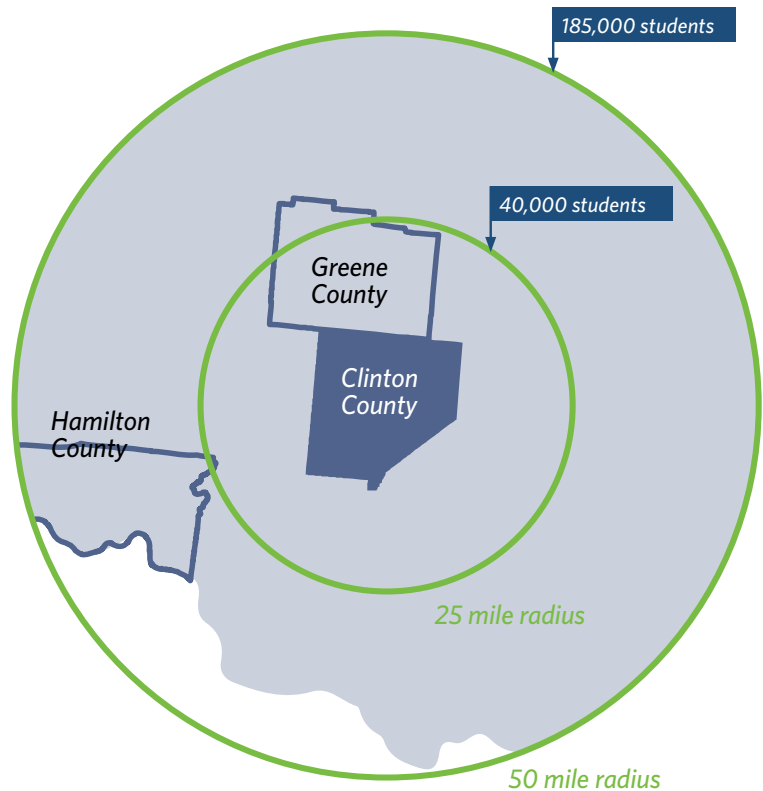 185,000 students
40,000 students
Greene
County
Clinton
County
Hamilton
County
25 mile radius
50 mile radius